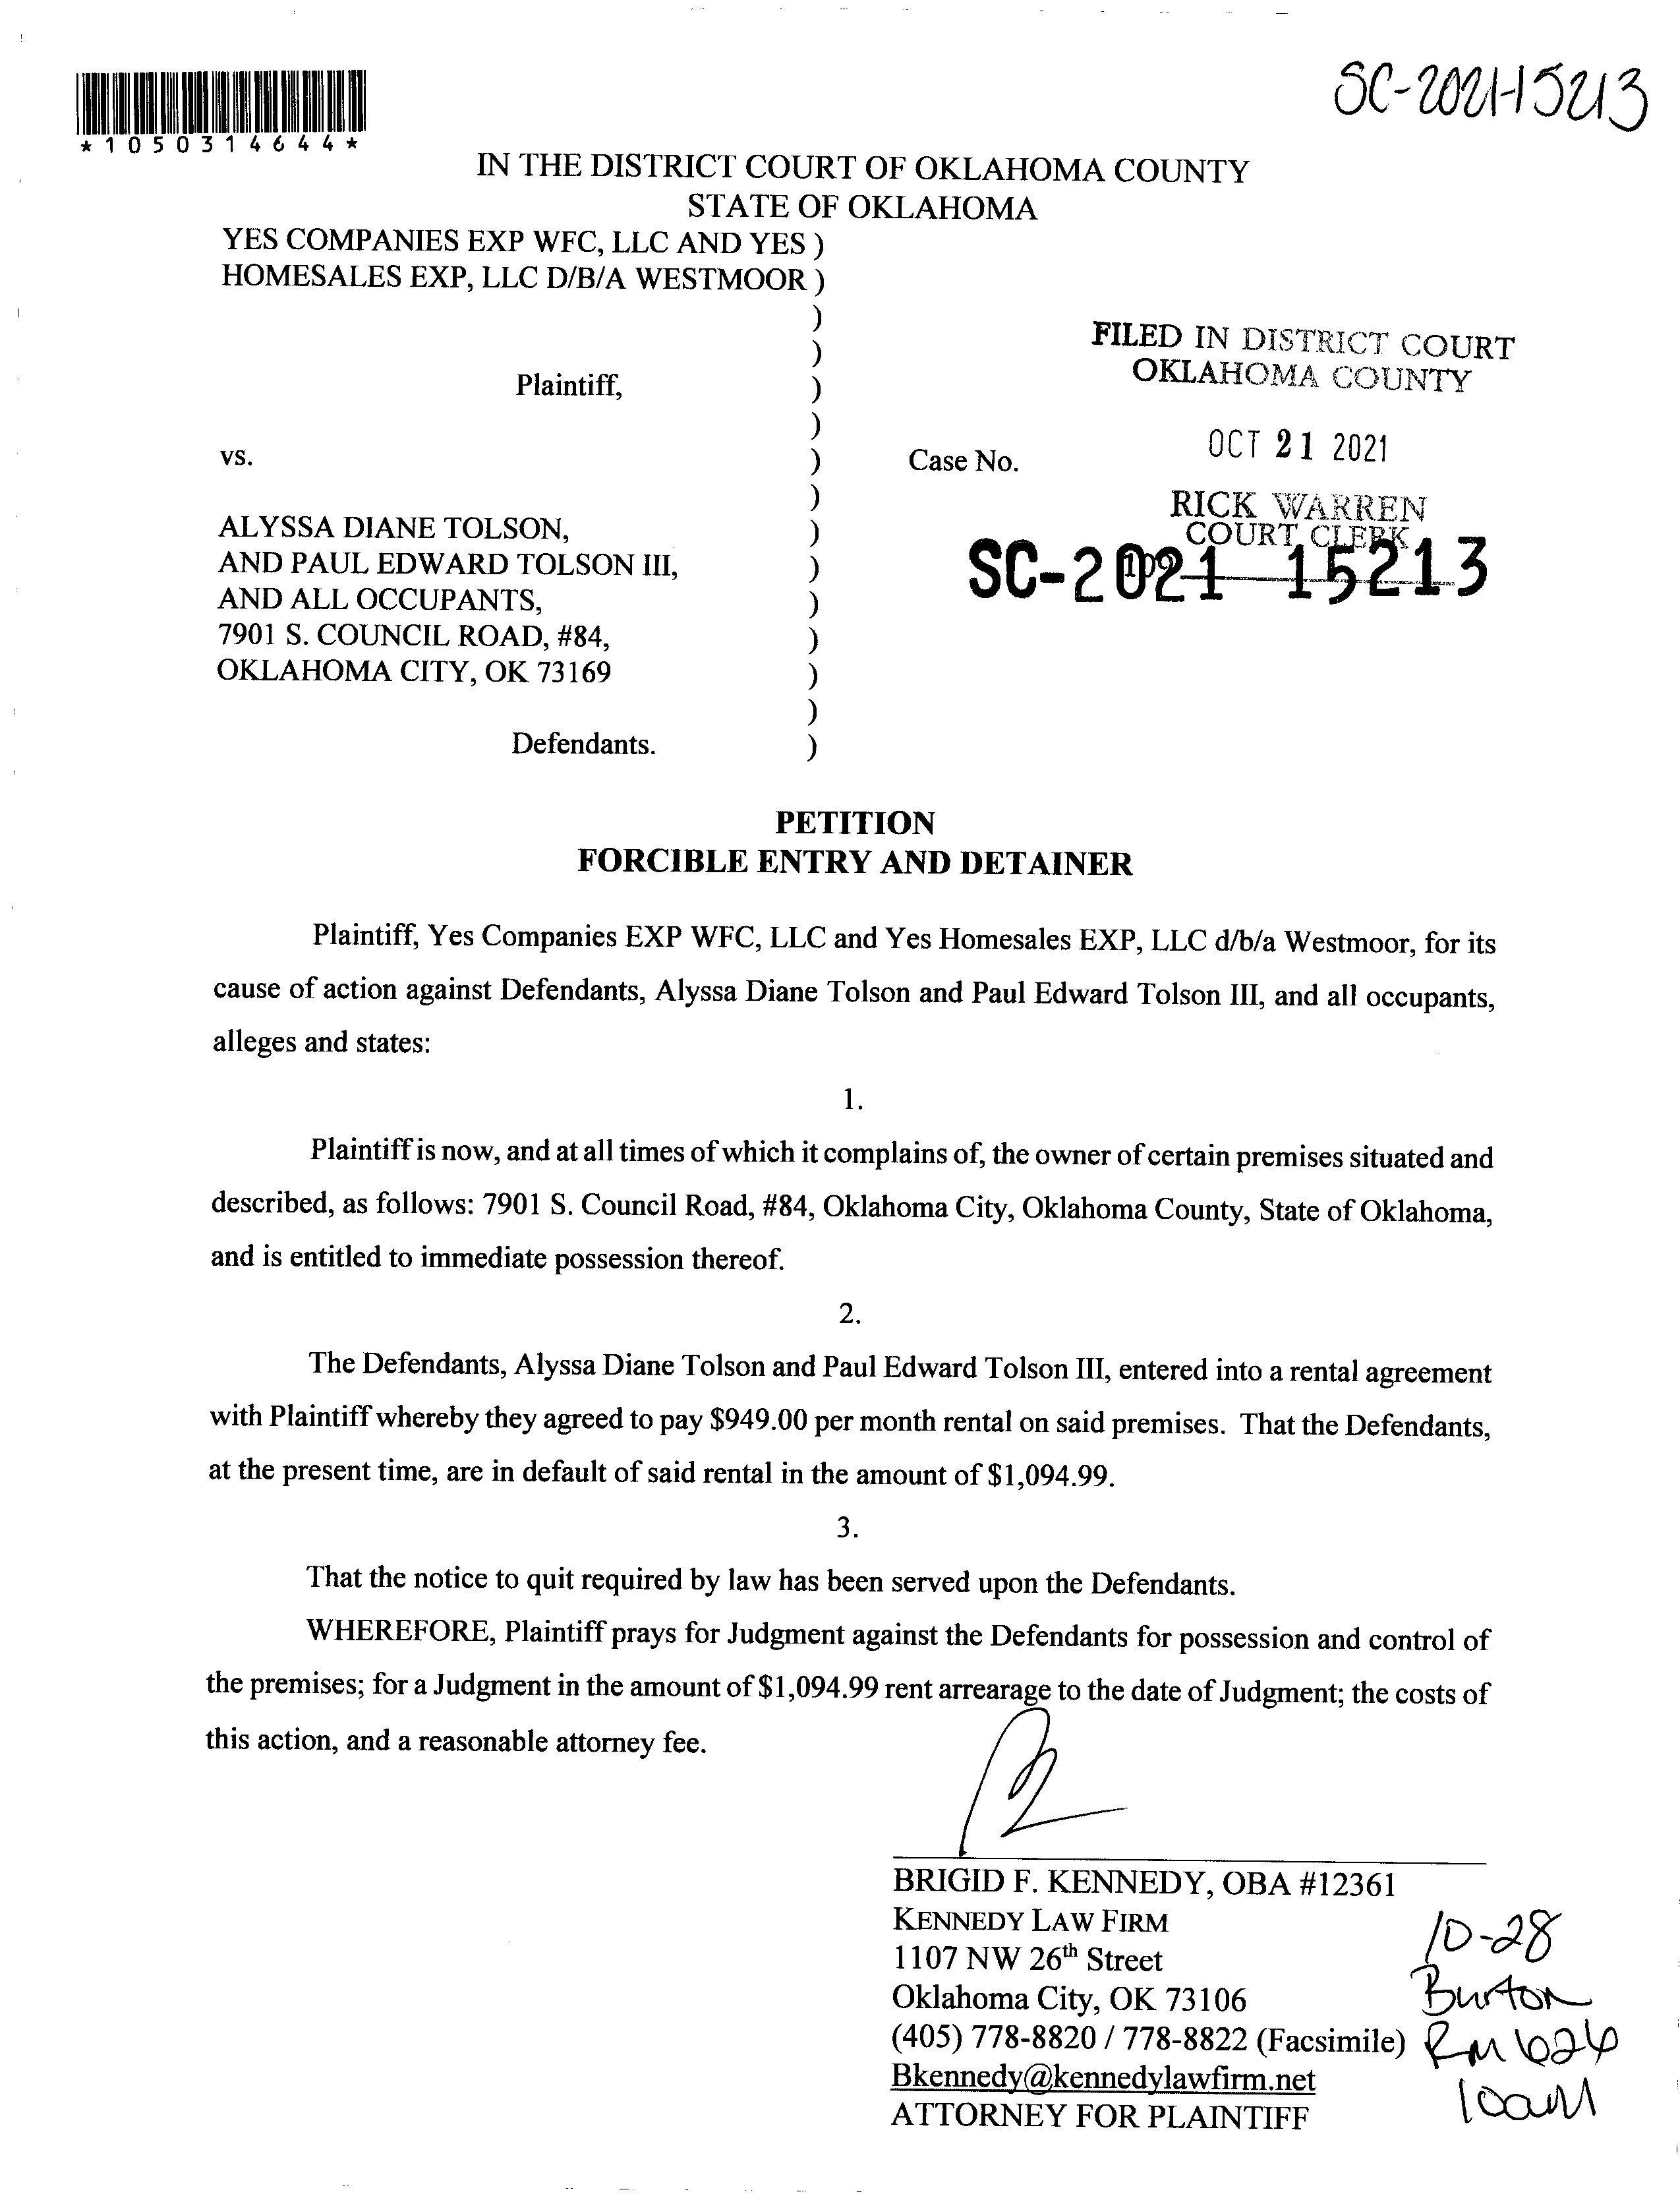 SC-2021-15213
*1050314644*
IN THE DISTRICT COURT OF OKLAHOMA COUNTY
STATE OF OKLAHOMA
YES COMPANIES EXP WFC, LLC AND YES )
HOMESALES EXP, LLC D/B/A WESTMOOR )
)
)
Plaintiff, )
)
vs. ) Case No.
)
ALYSSA DIANE TOLSON, )
AND PAUL EDWARD TOLSON III, )
AND ALL OCCUPANTS, )
7901 S. COUNCIL ROAD, #84, )
OKLAHOMA CITY, OK 73169 )
)
Defendants. )
FILED IN DISTRICT COURT
OKLAHOMA COUNTY
OCT 21 2021
RICK WARREN
COURT CLERK
SC-2021 15213
PETITION
FORCIBLE ENTRY AND DETAINER
Plaintiff, Yes Companies EXP WFC, LLC and Yes Homesales EXP, LLC d/b/a Westmoor, for its
cause of action against Defendants, Alyssa Diane Tolson and Paul Edward Tolson III, and all occupants,
alleges and states:
1.
Plaintiff is now, and at all times of which it complains of, the owner of certain premises situated and
described, as follows: 7901 S. Council Road, #84, Oklahoma City, Oklahoma County, State of Oklahoma,
and is entitled to immediate possession thereof.
2.
The Defendants, Alyssa Diane Tolson and Paul Edward Tolson III, entered into a rental agreement
with Plaintiff whereby they agreed to pay $949.00 per month rental on said premises. That the Defendants,
at the present time, are in default of said rental in the amount of $1,094.99.
3.
That the notice to quit required by law has been served upon the Defendants.
WHEREFORE, Plaintiff prays for Judgment against the Defendants for possession and control of
the premises; for a Judgment in the amount of $1,094.99 rent arrearage to the date of Judgment; the costs of
this action, and a reasonable attorney fee.
BRIGID F. KENNEDY, OBA #12361
KENNEDY LAW FIRM
1107 NW 26th Street
Oklahoma City, OK 73106
(405) 778-8820 / 778-8822 (Facsimile)
Bkennedy@kennedylawfirm.net
ATTORNEY FOR PLAINTIFF
10-28
Burton
Rm 626
10am